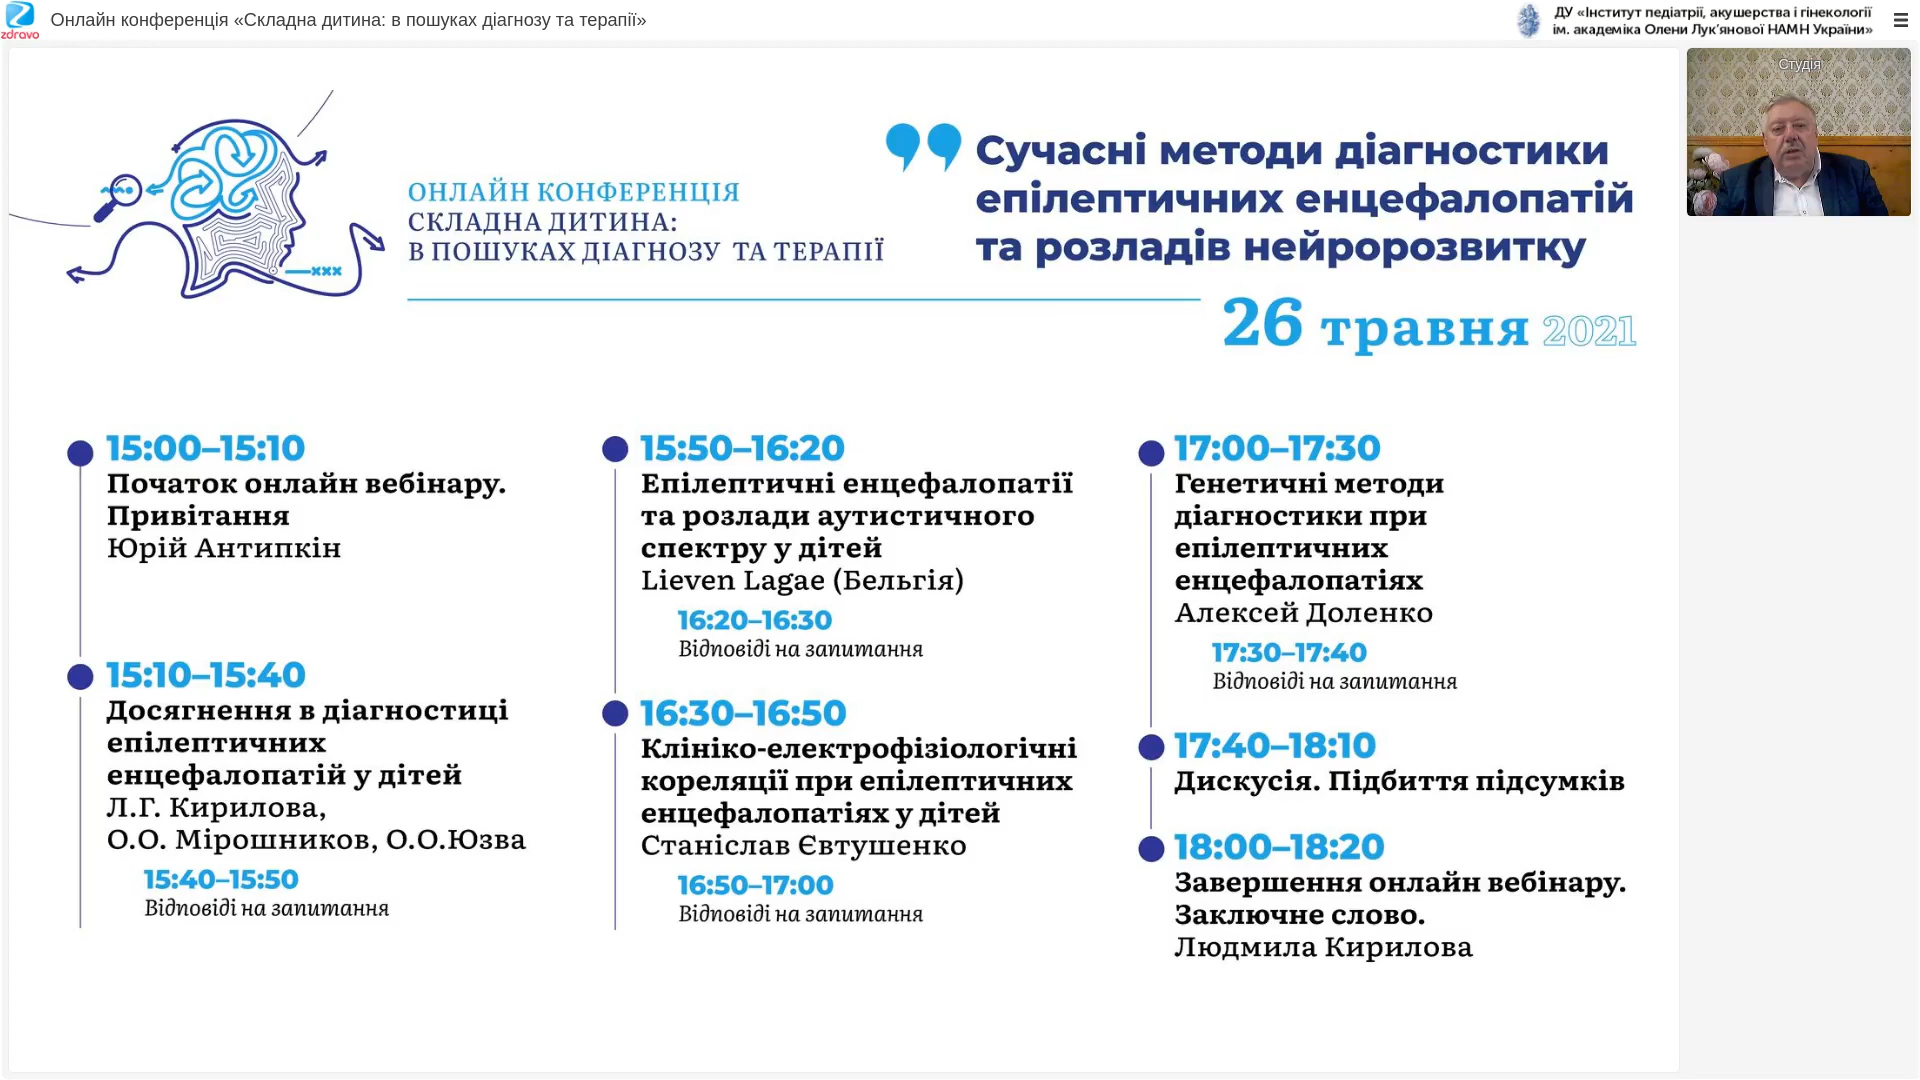 zdravo
Онлайн конференція «Складна дитина: в пошуках діагнозу та терапії»
ДУ «Інститут педіатрії, акушерства і гінекології
ім. академіка Олени Лук'янової НАМН України»
Студія
ОНЛАЙН КОНФЕРЕНЦІЯ
СКЛАДНА ДИТИНА:
В ПОШУКАХ ДІАГНОЗУ ТА ТЕРАПІЇ
Сучасні методи діагностики
епілептичних енцефалопатій
та розладів нейророзвитку
26 травня 2021
15:00–15:10
Початок онлайн вебінару.
Привітання
Юрій Антипкін
15:10–15:40
Досягнення в діагностиці
епілептичних
енцефалопатій у дітей
Л.Г. Кирилова,
О.О. Мірошников, О.О.Юзва
15:40–15:50
Відповіді на запитання
15:50–16:20
Епілептичні енцефалопатії
та розлади аутистичного
спектру у дітей
Lieven Lagae (Бельгія)
16:20–16:30
Відповіді на запитання
16:30–16:50
Клініко-електрофізіологічні
кореляції при епілептичних
енцефалопатіях у дітей
Станіслав Євтушенко
16:50–17:00
Відповіді на запитання
17:00–17:30
Генетичні методи
діагностики при
епілептичних
енцефалопатіях
Алексей Доленко
17:30–17:40
Відповіді на запитання
17:40–18:10
Дискусія. Підбиття підсумків
18:00–18:20
Завершення онлайн вебінару.
Заключне слово.
Людмила Кирилова